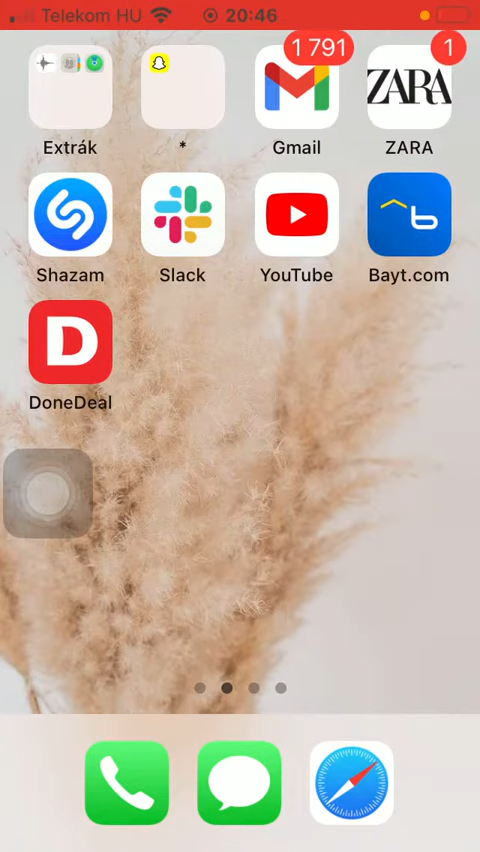 Telekom HU 20:46
1 791
1
ZARA
Extrák * Gmail ZARA
b
Shazam Slack YouTube Bayt.com
D
DoneDeal